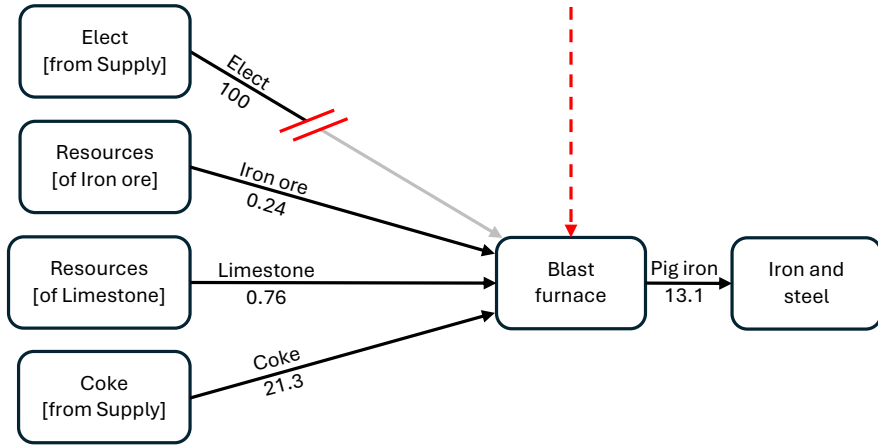 Elect
[from Supply]
Elect
100
Resources
[of Iron ore]
Iron ore
0.24
Resources
[of Limestone]
Limestone
0.76
Coke
[from Supply]
Coke
21.3
Blast
furnace
Pig iron
13.1
Iron and
steel